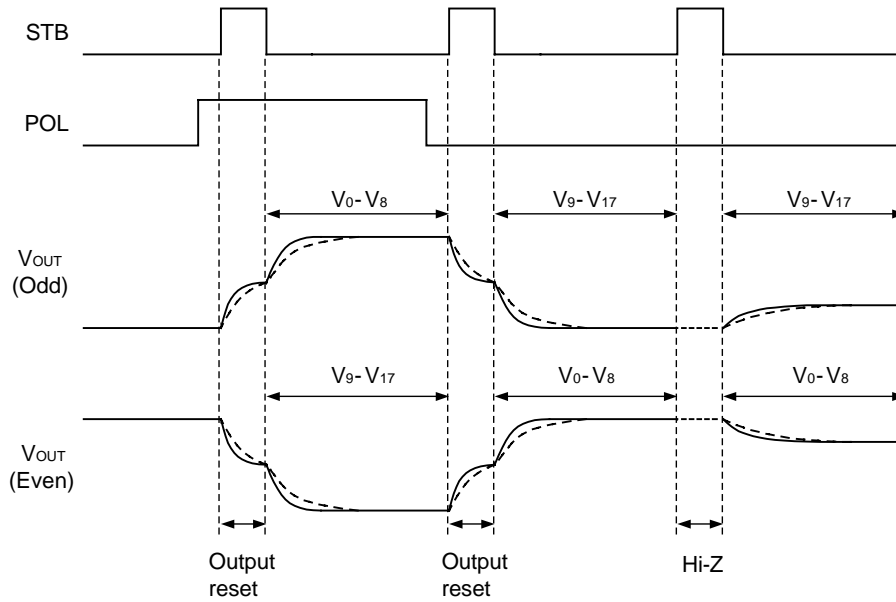 STB
POL
V0-V8
V9-V17
V9-V17
VOUT
(Odd)
V9-V17
V0-V8
V0-V8
VOUT
(Even)
Output
reset
Output
reset
Hi-Z